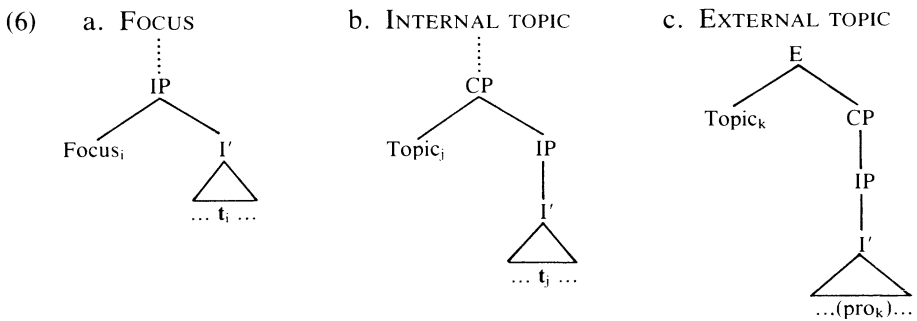 (6) a. FOCUS b. INTERNAL TOPIC c. EXTERNAL TOPIC
E
IP CP
Topicₖ CP
Focusᵢ I′ Topicⱼ IP
IP
... tᵢ ... I′
I′
... tⱼ ...
...(proₖ)...